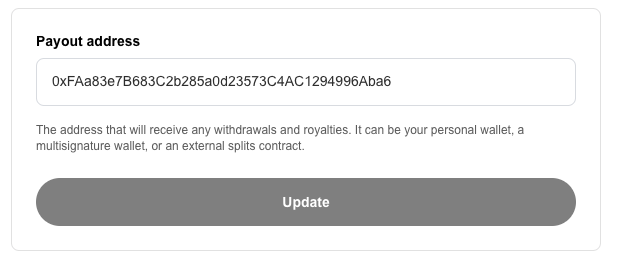 Payout address
0xFAa83e7B683C2b285a0d23573C4AC1294996Aba6
The address that will receive any withdrawals and royalties. It can be your personal wallet, a
multisignature wallet, or an external splits contract.
Update